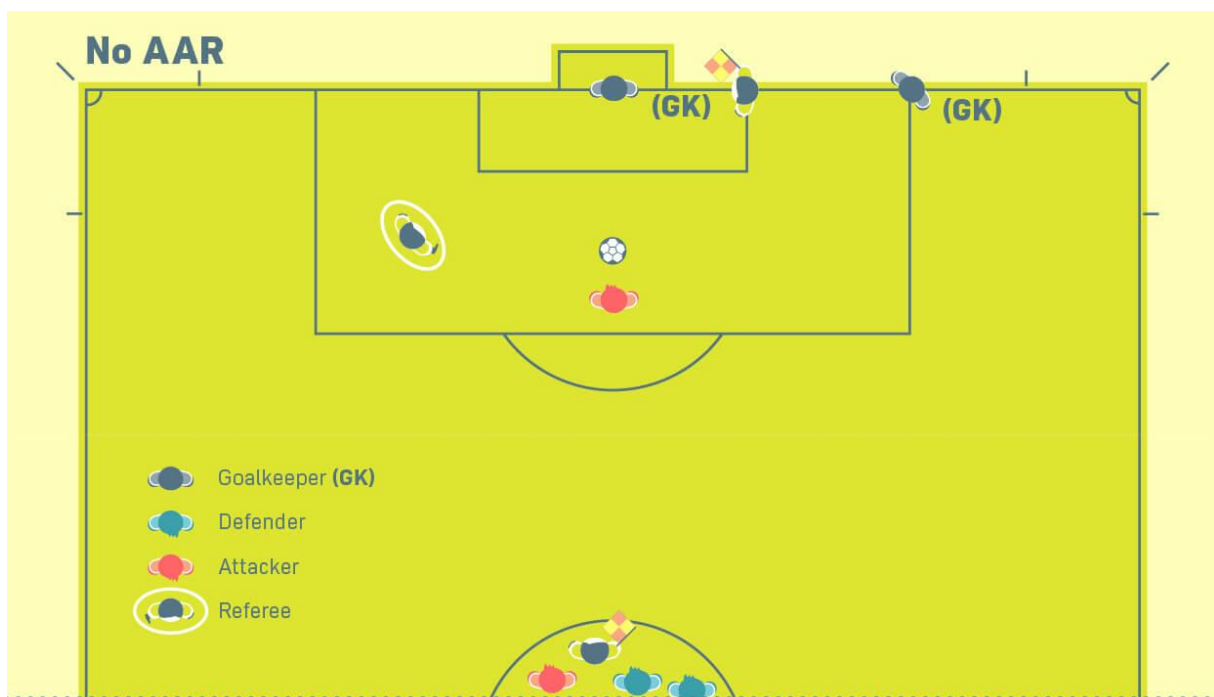 No AAR
(GK)
(GK)
Goalkeeper (GK)
Defender
Attacker
Referee